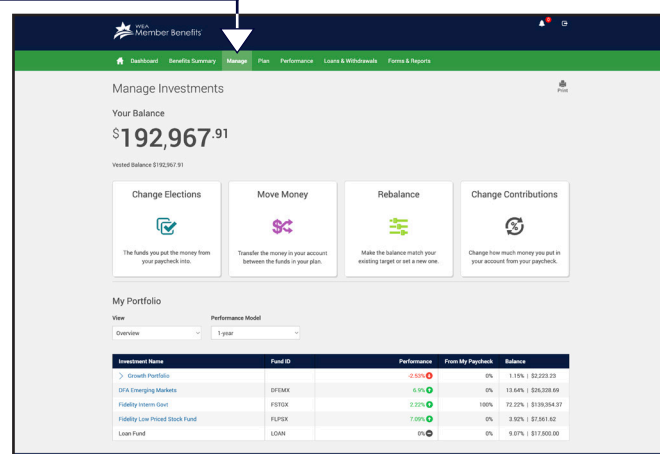 WEA
Member Benefits
0
Dashboard Benefits Summary Manage Plan Performance Loans & Withdrawals Forms & Reports
Manage Investments
Print
Your Balance
$192,967.91
Vested Balance $192,967.91
Change Elections Move Money Rebalance Change Contributions
The funds you put the money from Transfer the money in your account Make the balance match your Change how much money you put in
your paycheck into. between the funds in your plan. existing target or set a new one. your account from your paycheck.
My Portfolio
View Performance Model
Overview 1-year
Investment Name Fund ID Performance From My Paycheck Balance
Growth Portfolio -2.53% 0% 1.15% | $2,223.23
DFA Emerging Markets DFEMX 6.9% 0% 13.64% | $26,328.69
Fidelity Interm Govt FSTGX 2.22% 100% 72.22% | $139,354.37
Fidelity Low Priced Stock Fund FLPSX 7.09% 0% 3.92% | $7,561.62
Loan Fund LOAN 0% 0% 9.07% | $17,500.00